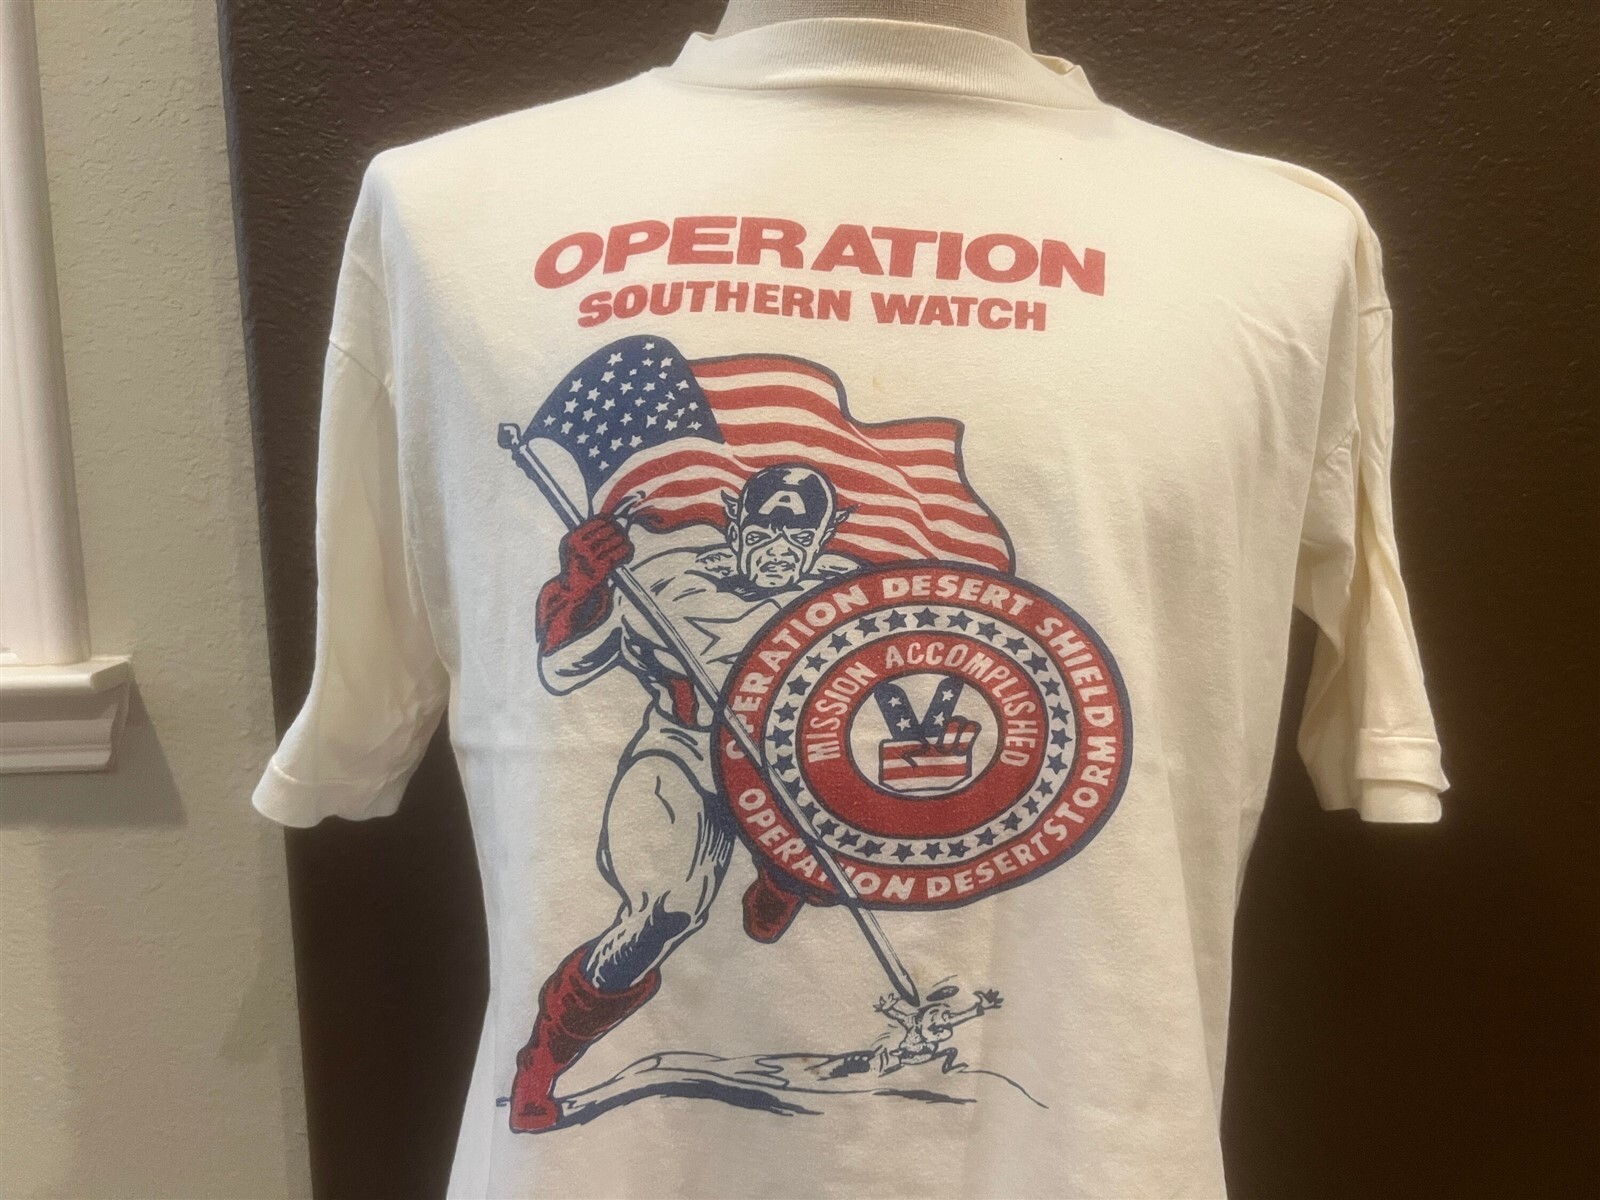 OPERATION
SOUTHERN WATCH
A
OPERATION DESERT SHIELD
MISSION ACCOMPLISHED
OPERATION DESERT STORM